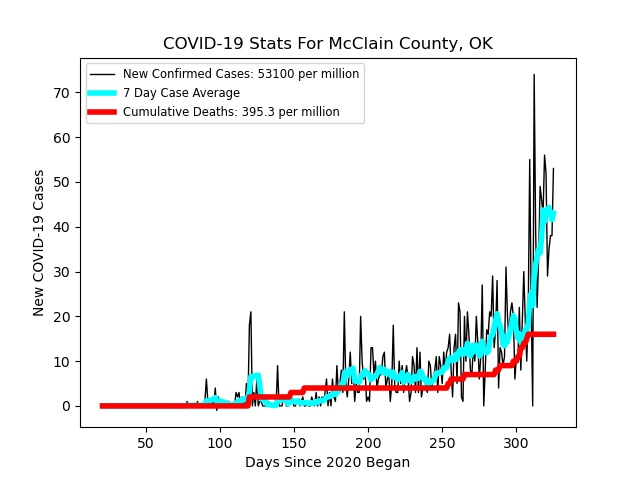 COVID-19 Stats For McClain County, OK
New Confirmed Cases: 53100 per million
7 Day Case Average
Cumulative Deaths: 395.3 per million
70
60
50
40
30
20
10
0
New COVID-19 Cases
50 100 150 200 250 300
Days Since 2020 Began